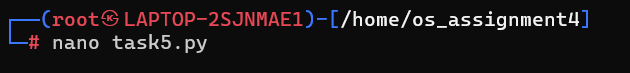 ┌──(root㉿LAPTOP-2SJNMAE1)-[/home/os_assignment4]
└─# nano task5.py